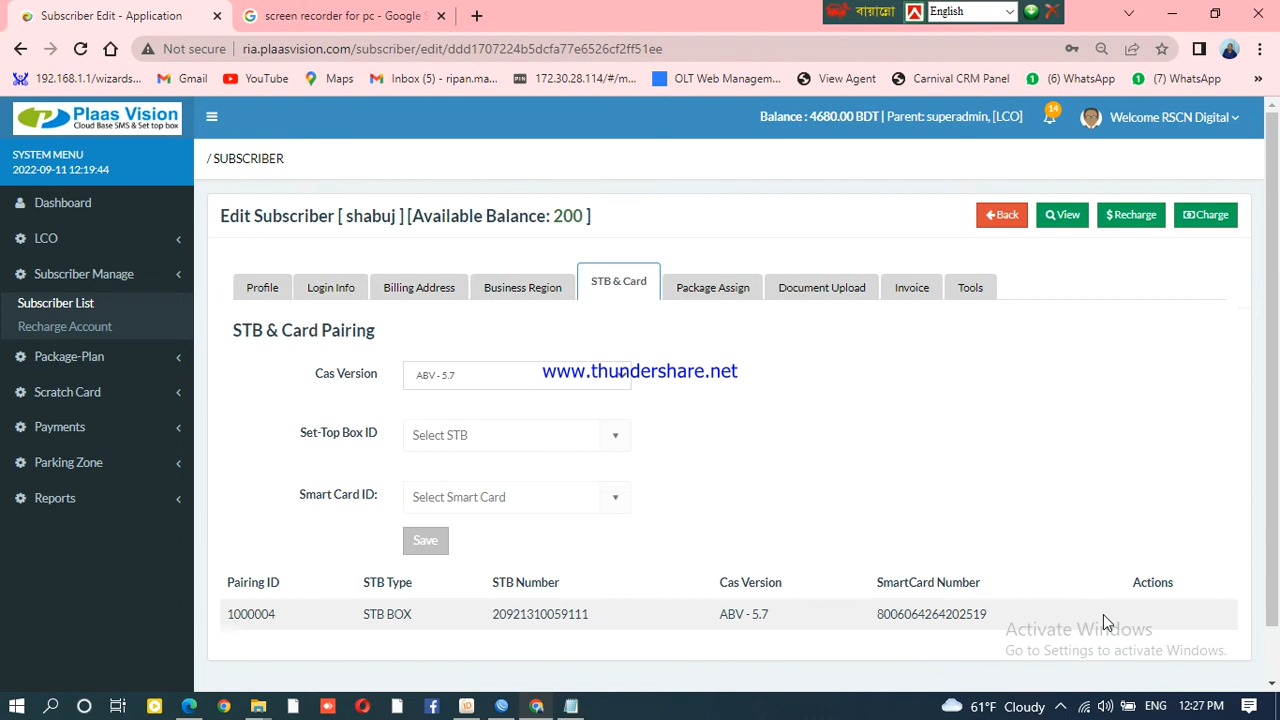 Subscriber Edit - Application
screen recorder for pc - Google S
বায়ান্নো
English
Not secure
ria.plaasvision.com/subscriber/edit/ddd1707224b5dcfa77e6526cf2ff51ee
192.168.1.1/wizards...
Gmail
YouTube
Maps
Inbox (5) - ripan.ma...
172.30.28.114/#/m...
OLT Web Managem...
View Agent
Carnival CRM Panel
(6) WhatsApp
(7) WhatsApp
Plaas Vision
Cloud Base SMS & Set top box
Balance : 4680.00 BDT | Parent: superadmin, [LCO]
14
Welcome RSCN Digital
SYSTEM MENU
2022-09-11 12:19:44
/ SUBSCRIBER
Dashboard
LCO
Subscriber Manage
Subscriber List
Recharge Account
Package-Plan
Scratch Card
Payments
Parking Zone
Reports
Edit Subscriber [ shabuj ] [Available Balance: 200 ]
Back
View
$ Recharge
Charge
Profile
Login Info
Billing Address
Business Region
STB & Card
Package Assign
Document Upload
Invoice
Tools
STB & Card Pairing
Cas Version
ABV - 5.7
www.thundershare.net
Set-Top Box ID
Select STB
Smart Card ID:
Select Smart Card
Save
Pairing ID STB Type STB Number Cas Version SmartCard Number Actions
1000004 STB BOX 20921310059111 ABV - 5.7 8006064264202519
Activate Windows
Go to Settings to activate Windows.
61°F Cloudy
ENG
12:27 PM